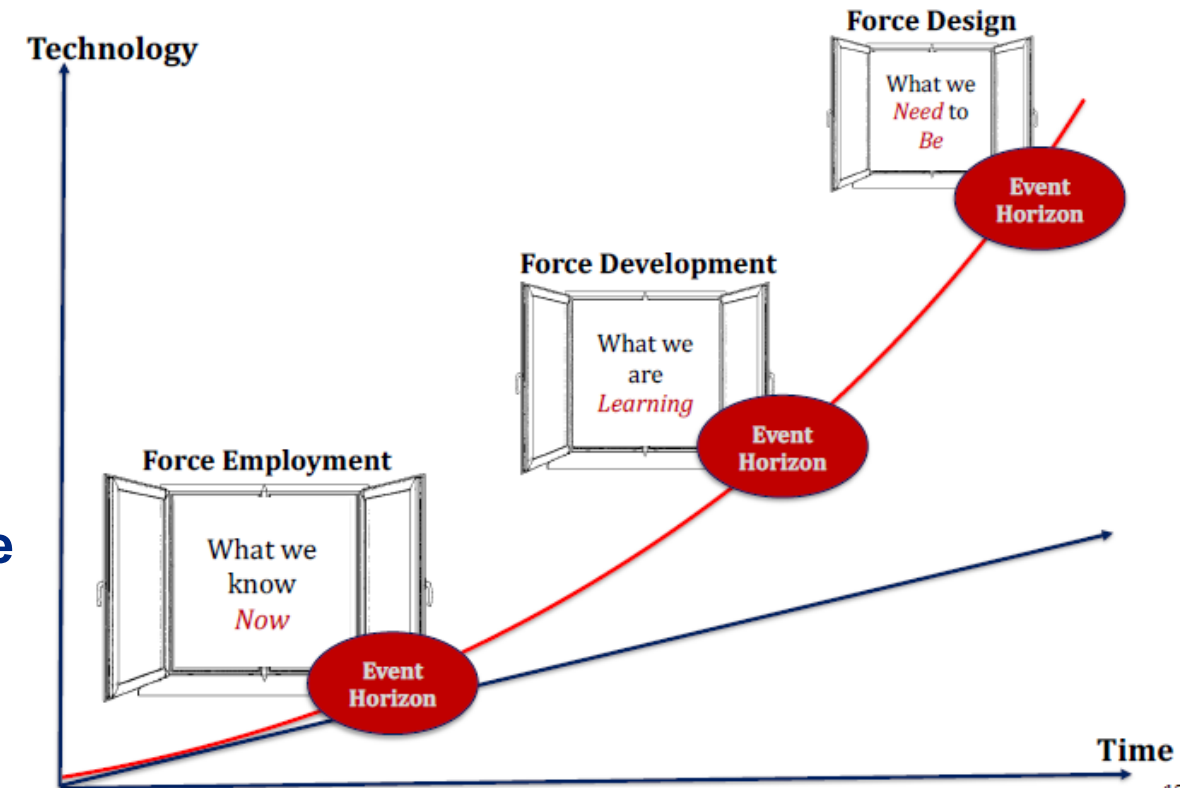 Force Design
Technology
What we
Need to
Be
Event
Horizon
Force Development
What we
are
Learning
Event
Horizon
Force Employment
What we
know
Now
e
Event
Horizon
Time